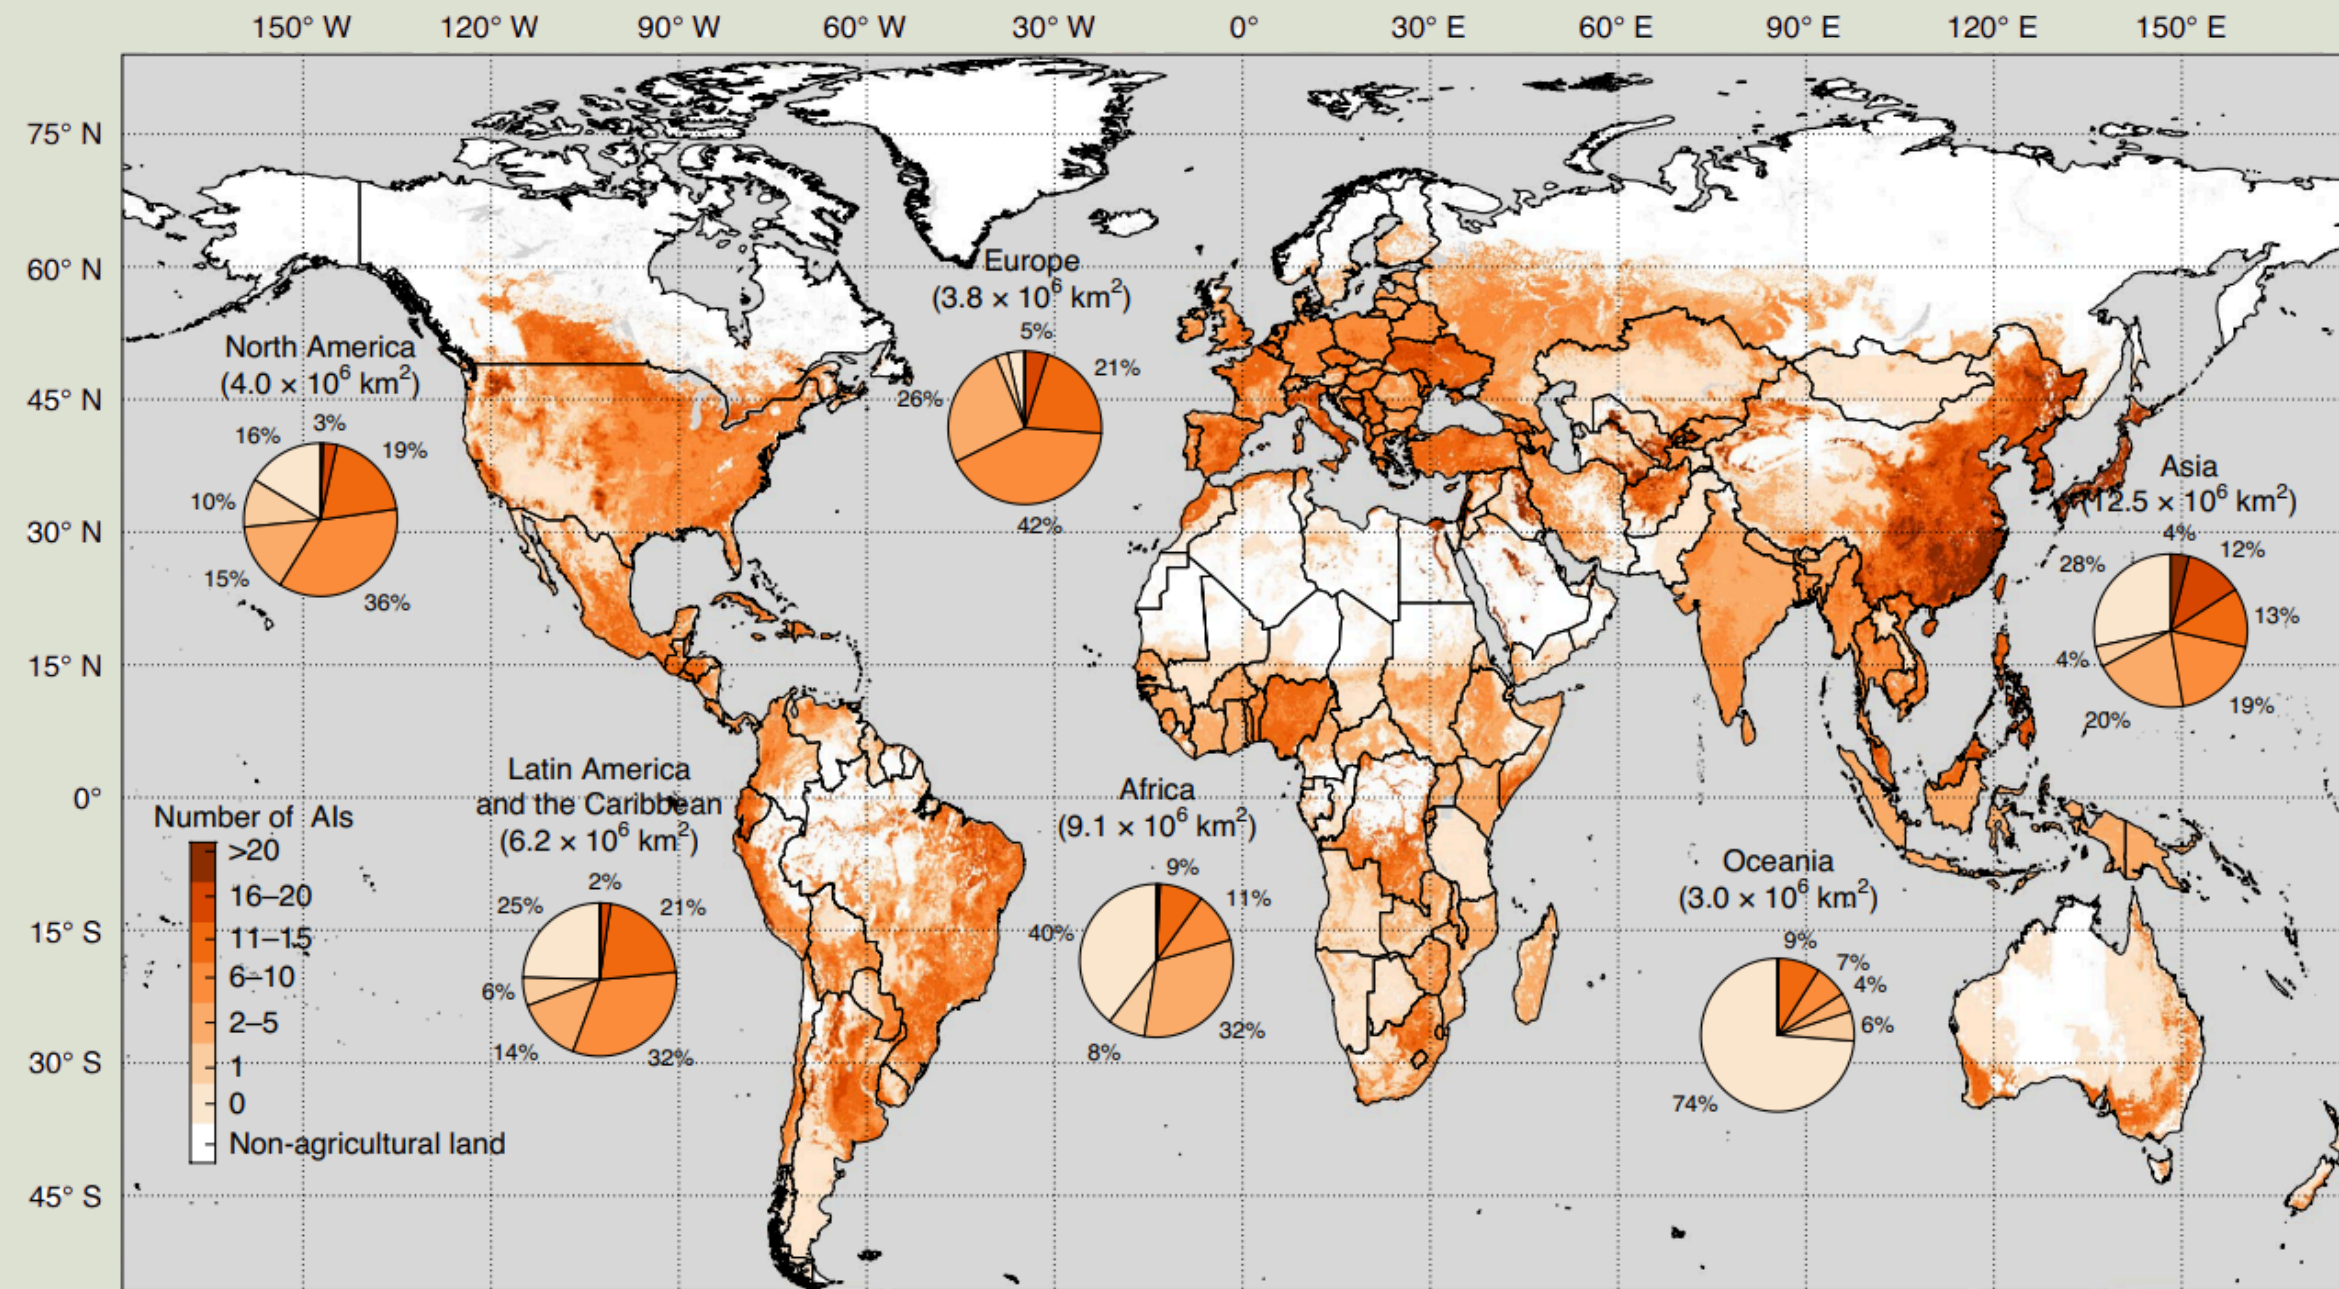 150° W 120° W 90° W 60° W 30° W 0° 30° E 60° E 90° E 120° E 150° E
75° N
60° N
45° N
30° N
15° N
0°
15° S
30° S
45° S
North America
(4.0 × 10⁶ km²)
3%
19%
36%
15%
10%
16%
Europe
(3.8 × 10⁶ km²)
5%
21%
42%
26%
Asia
(12.5 × 10⁶ km²)
4%
12%
13%
19%
20%
4%
28%
Latin America
and the Caribbean
(6.2 × 10⁶ km²)
2%
21%
32%
14%
6%
25%
Africa
(9.1 × 10⁶ km²)
9%
11%
32%
8%
40%
Oceania
(3.0 × 10⁶ km²)
9%
7%
4%
6%
74%
Number of AIs
>20
16–20
11–15
6–10
2–5
1
0
Non-agricultural land